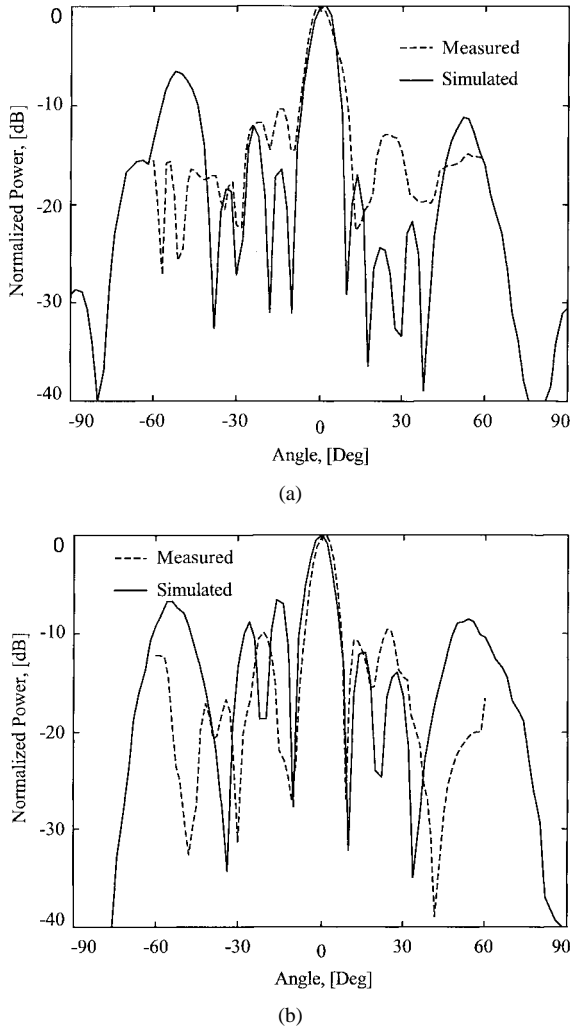 0
-10
-20
-30
-40
Normalized Power, [dB]
Measured
Simulated
-90 -60 -30 0 30 60 90
Angle, [Deg]
(a)
0
-10
-20
-30
-40
Normalized Power, [dB]
Measured
Simulated
-90 -60 -30 0 30 60 90
Angle, [Deg]
(b)